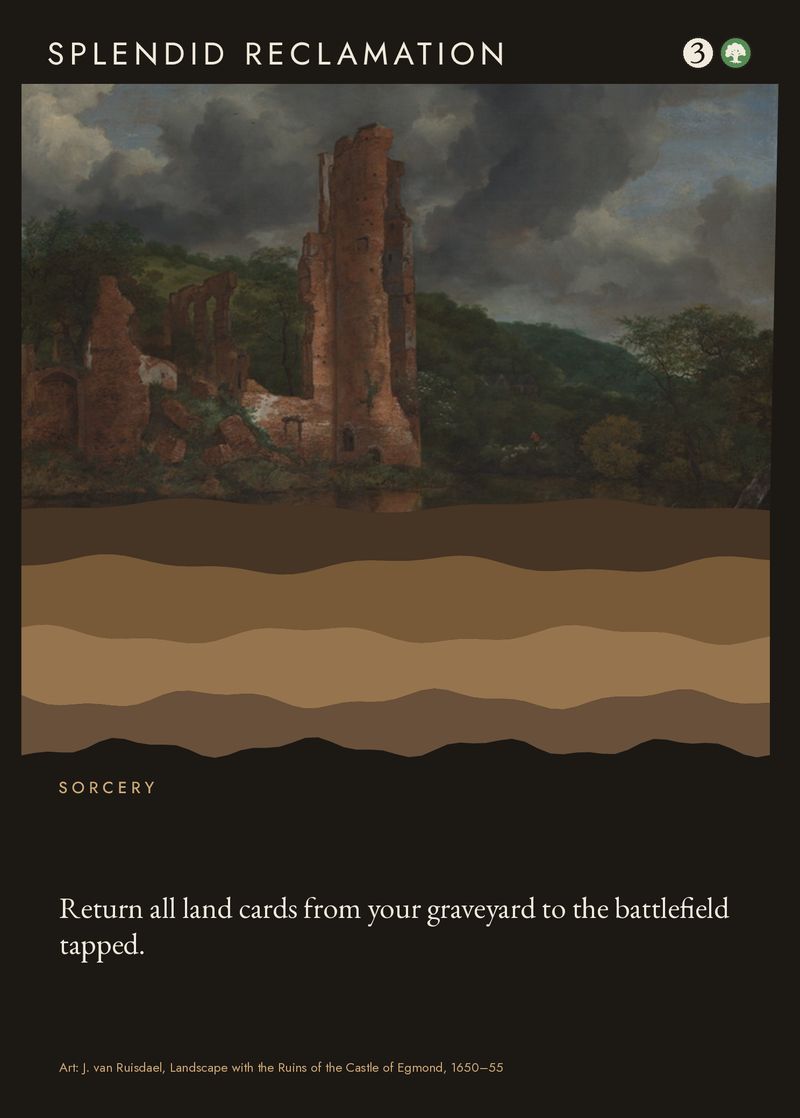 SPLENDID RECLAMATION 3
SORCERY
Return all land cards from your graveyard to the battlefield
tapped.
Art: J. van Ruisdael, Landscape with the Ruins of the Castle of Egmond, 1650–55